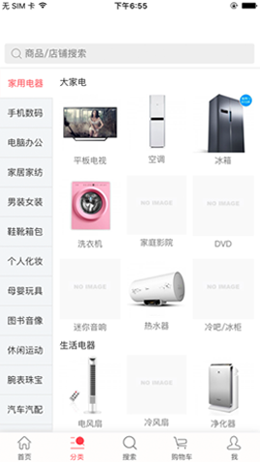 无 SIM 卡
下午6:55
商品/店铺搜索
家用电器
手机数码
电脑办公
家居家纺
男装女装
鞋靴箱包
个人化妆
母婴玩具
图书音像
休闲运动
腕表珠宝
汽车汽配
大家电
平板电视
空调
冰箱
NO IMAGE
NO IMAGE
洗衣机
家庭影院
DVD
NO IMAGE
NO IMAGE
迷你音响
热水器
冷吧/冰柜
生活电器
NO IMAGE
电风扇
冷风扇
净化器
首页
分类
搜索
购物车
我